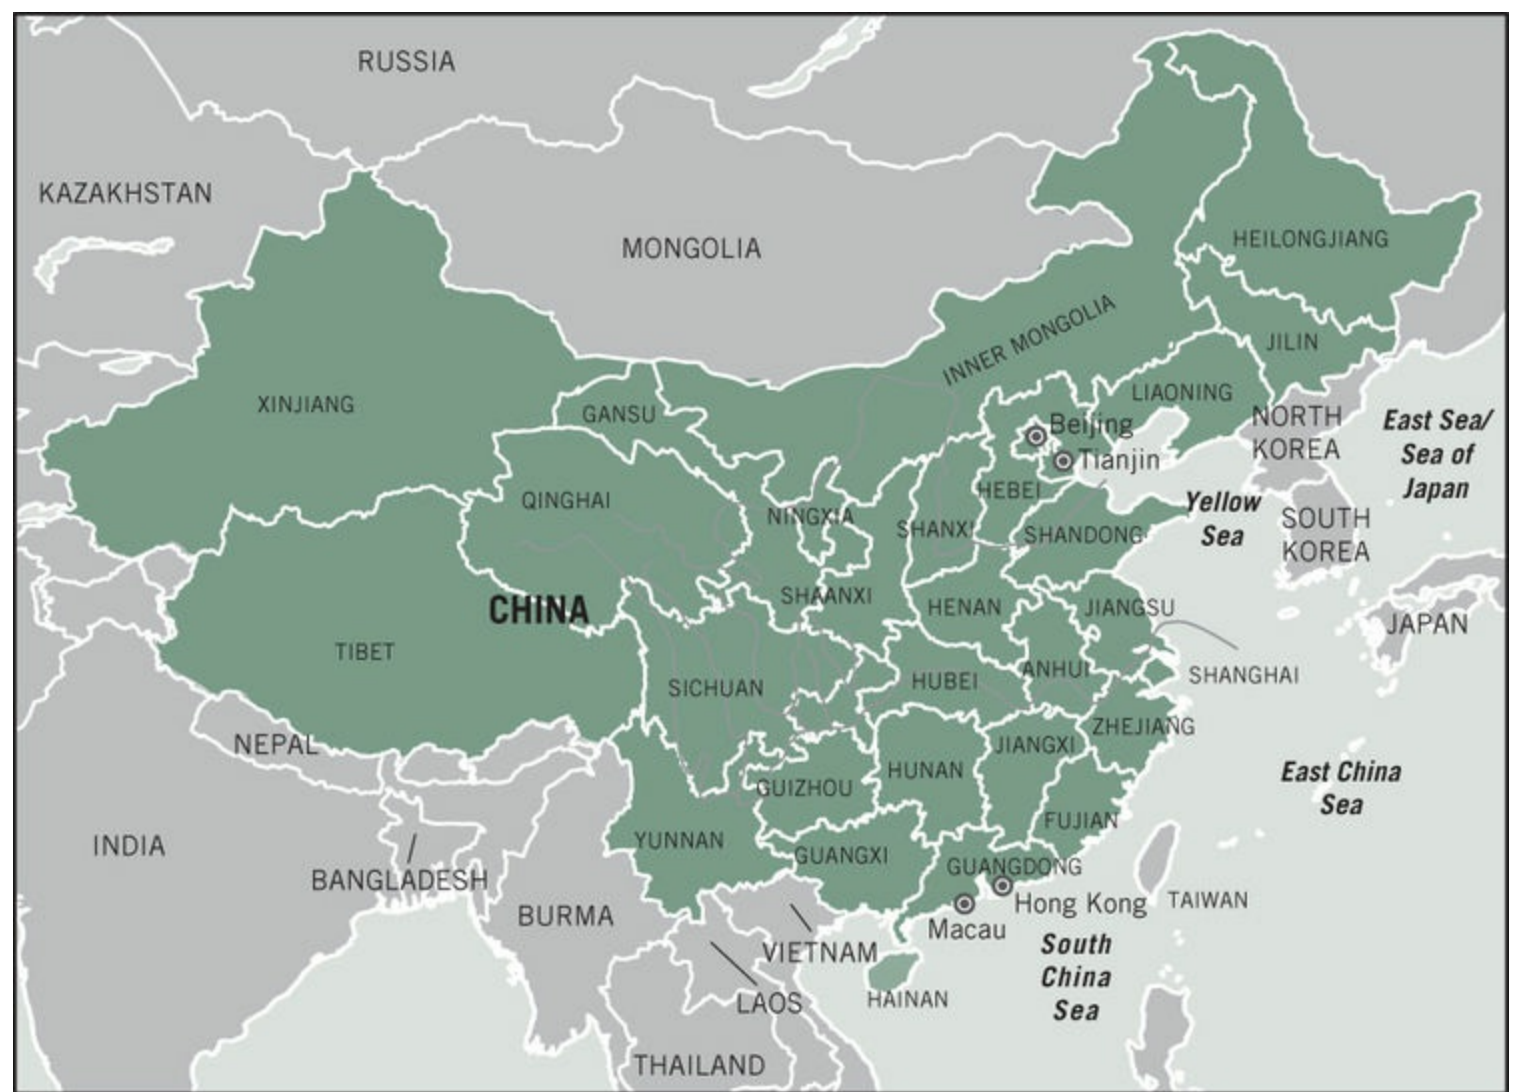 RUSSIA
KAZAKHSTAN
MONGOLIA
HEILONGJIANG
INNER MONGOLIA
JILIN
XINJIANG
GANSU
LIAONING
NORTH
KOREA
East Sea/
Sea of
Japan
Beijing
Tianjin
QINGHAI
HEBEI
NINGXIA
SHANXI
SHANDONG
Yellow
Sea
SOUTH
KOREA
CHINA
SHAANXI
HENAN
JIANGSU
JAPAN
TIBET
SICHUAN
HUBEI
ANHUI
SHANGHAI
NEPAL
ZHEJIANG
JIANGXI
HUNAN
GUIZHOU
East China
Sea
INDIA
YUNNAN
FUJIAN
GUANGXI
GUANGDONG
BANGLADESH
BURMA
Hong Kong
TAIWAN
Macau
VIETNAM
South
China
Sea
LAOS
HAINAN
THAILAND